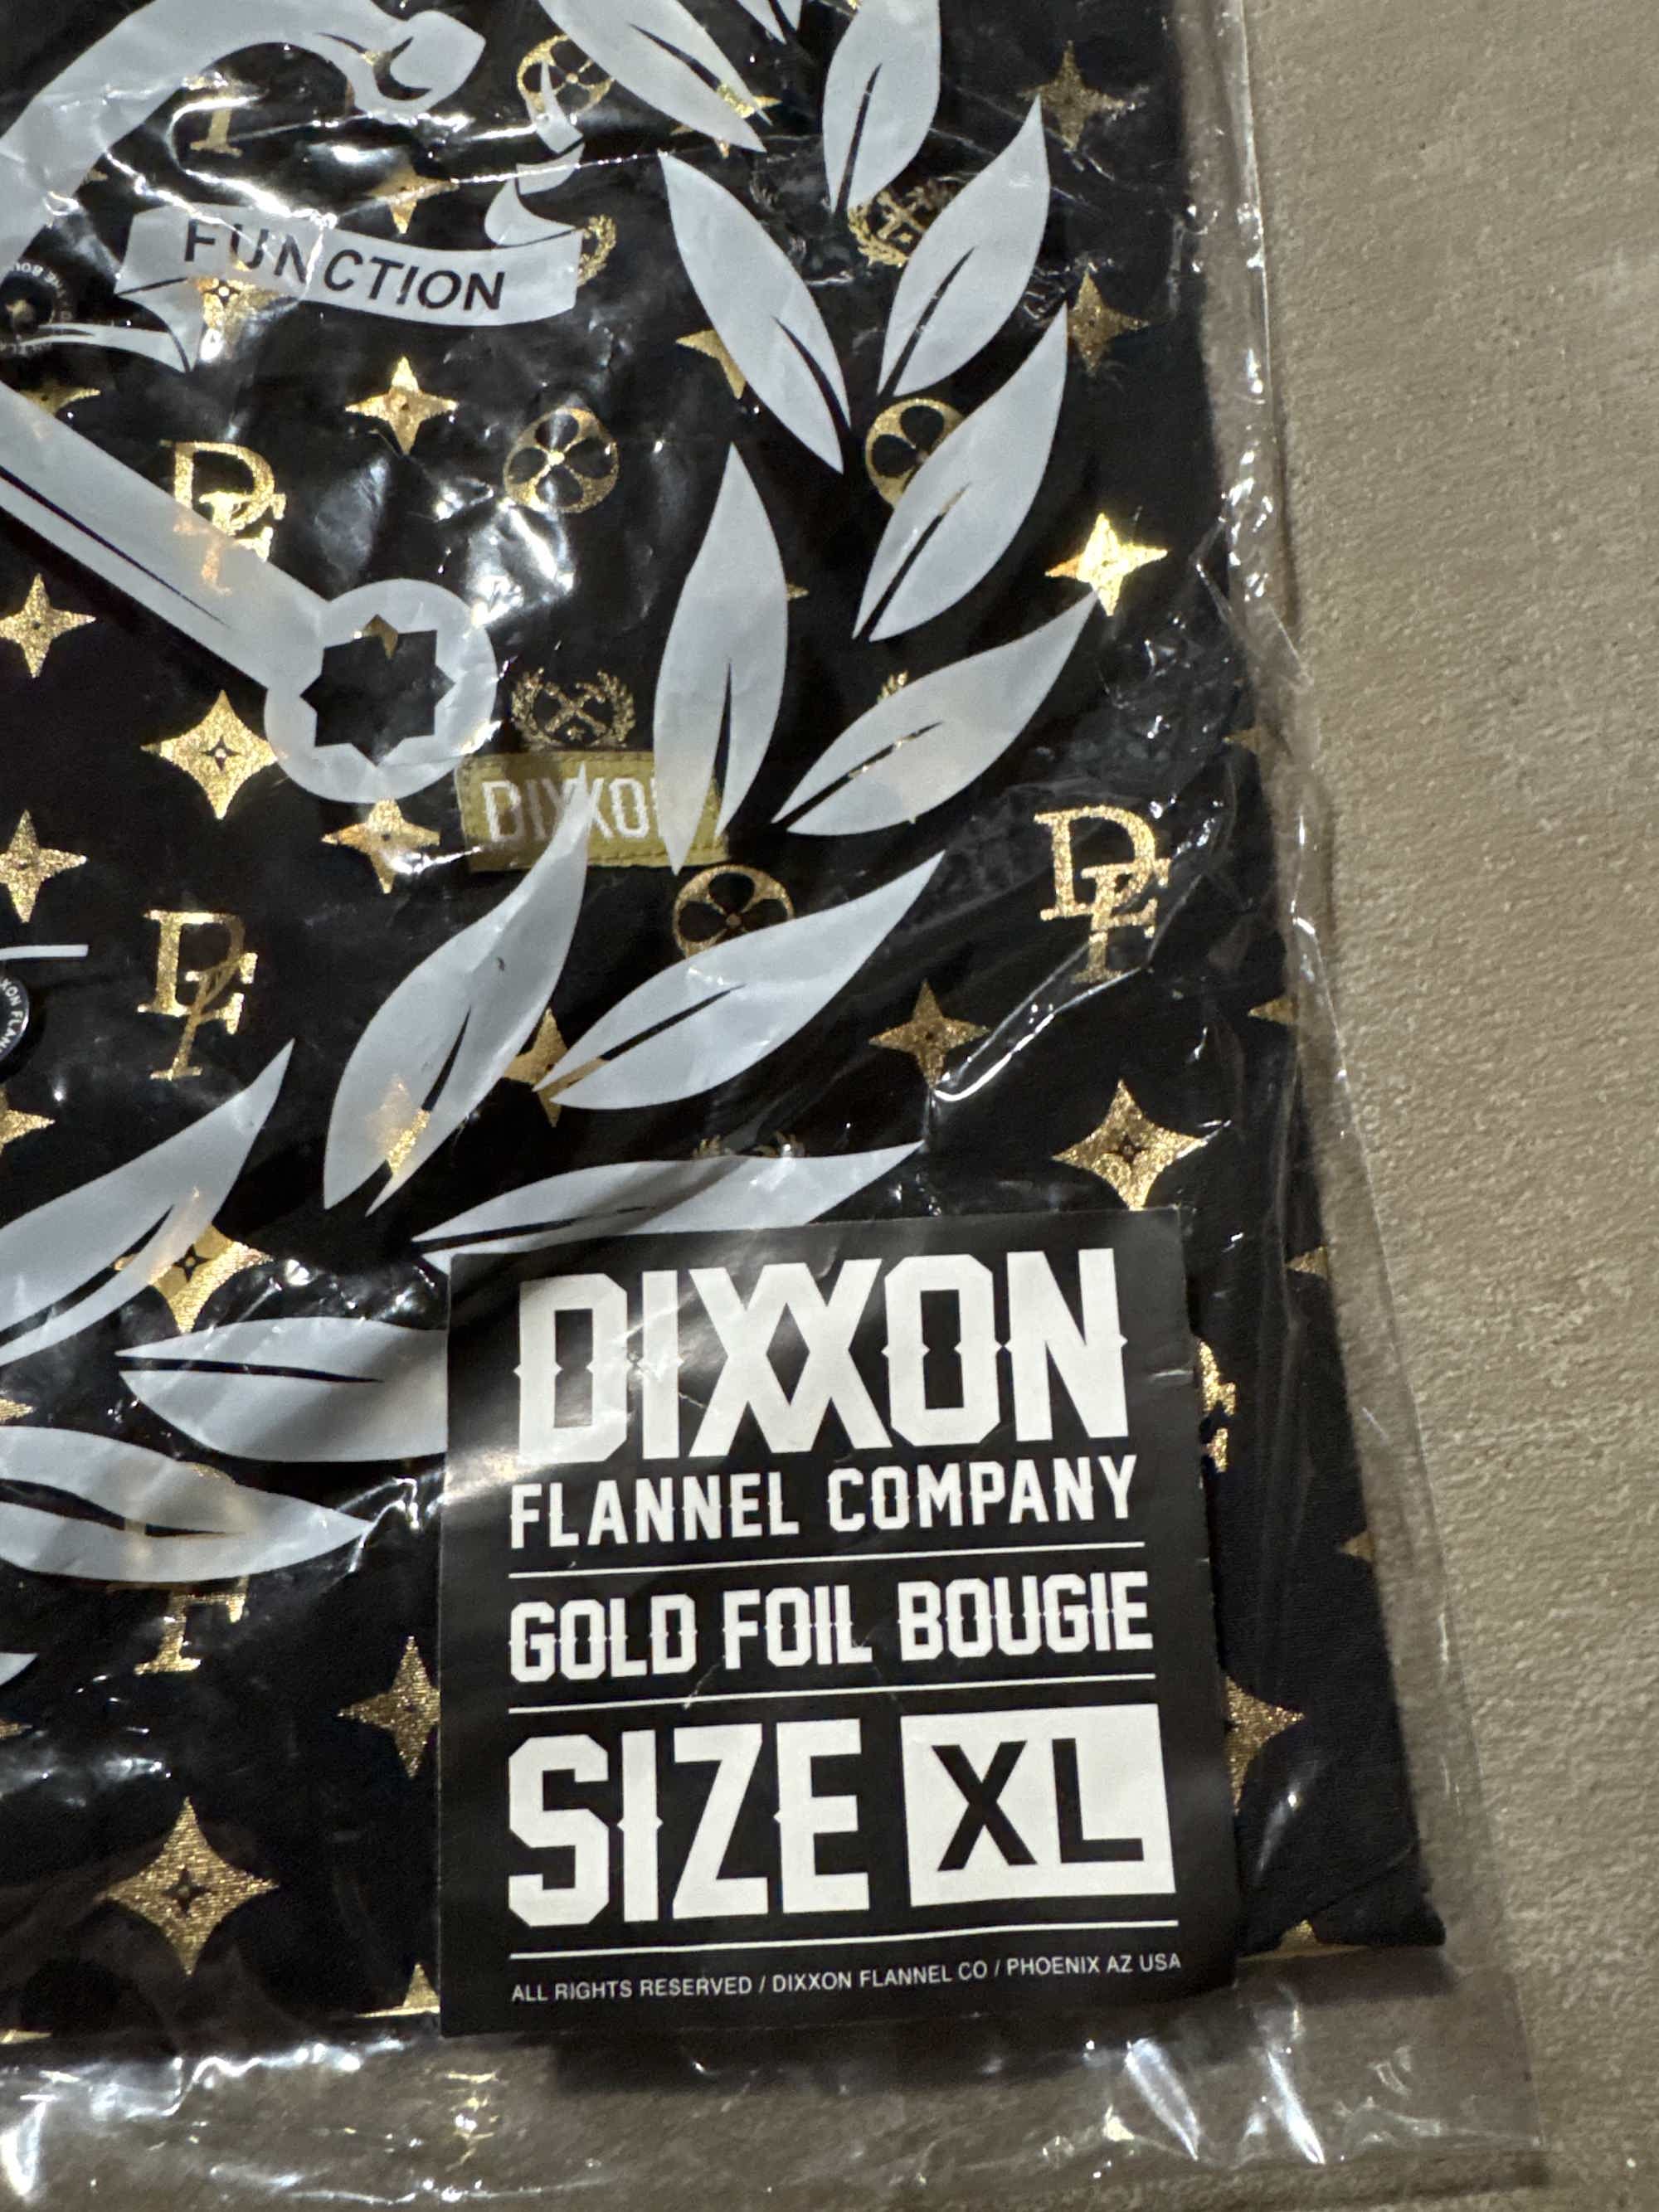 FUNCTION
DIXXON
DIXXON
FLANNEL COMPANY
GOLD FOIL BOUGIE
SIZE XL
ALL RIGHTS RESERVED / DIXXON FLANNEL CO / PHOENIX AZ USA